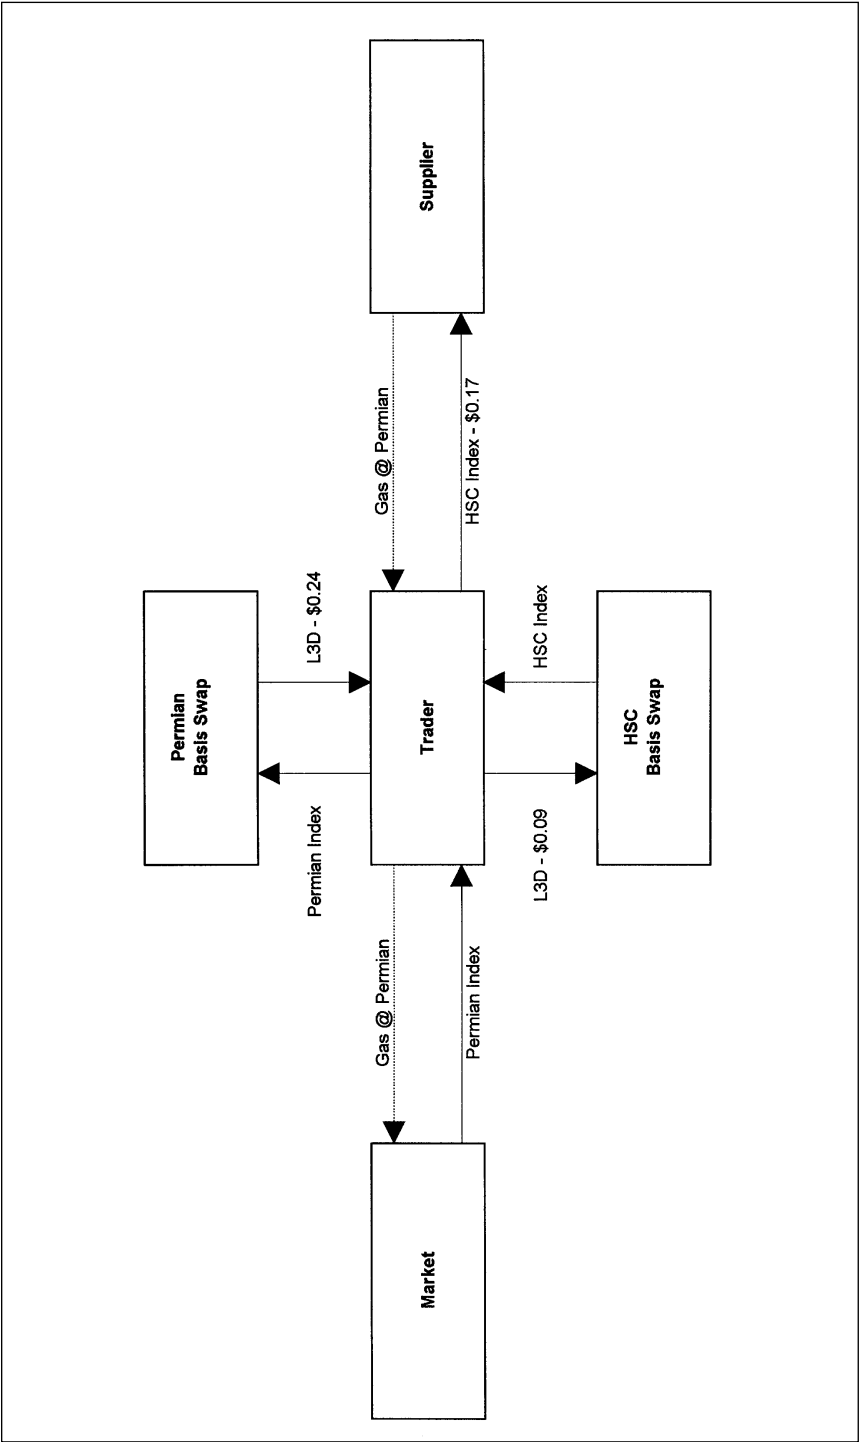 Permian
Basis Swap
Permian Index
L3D - $0.24
Market
Gas @ Permian
Permian Index
Trader
Gas @ Permian
HSC Index - $0.17
Supplier
L3D - $0.09
HSC Index
HSC
Basis Swap